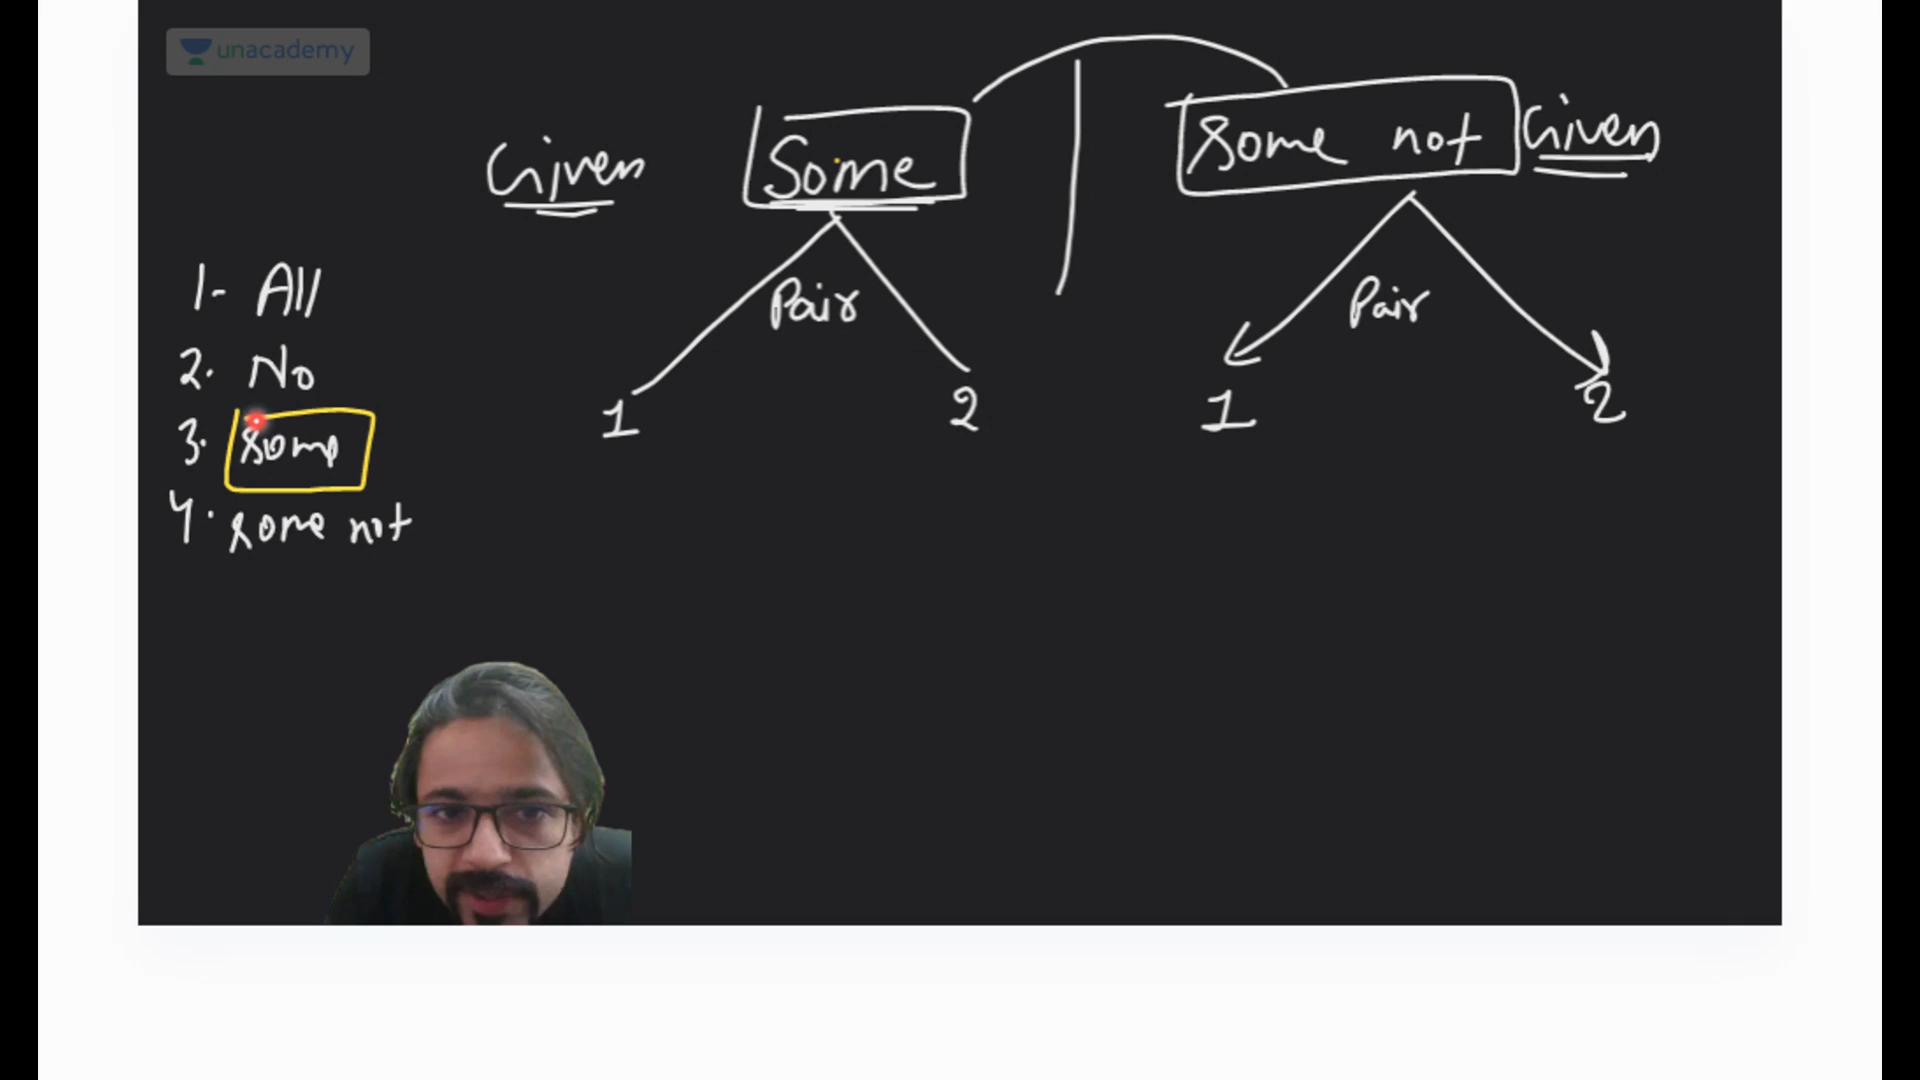 unacademy
Given Some
Some not Given
Pair
Pair
1 2
1 2
1- All
2. No
3. Some
4. Some not